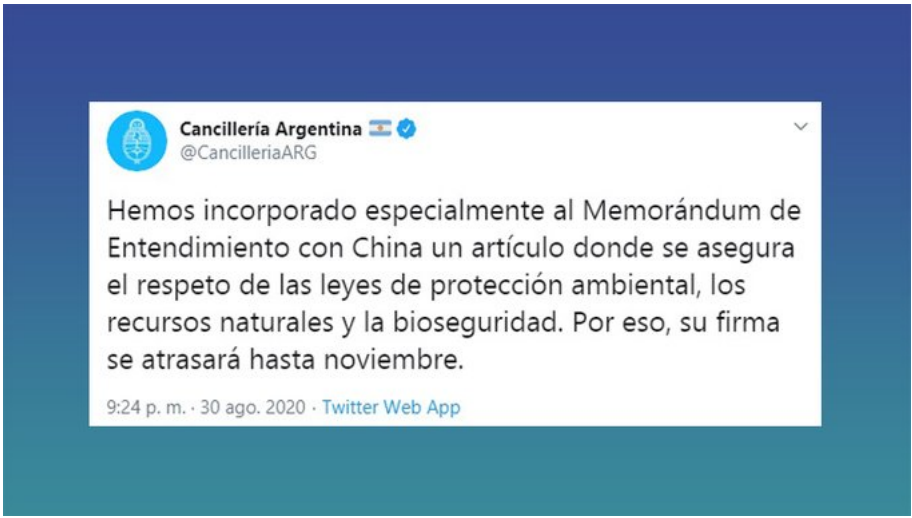 Cancillería Argentina 🇦🇷
@CancilleriaARG
Hemos incorporado especialmente al Memorándum de
Entendimiento con China un artículo donde se asegura
el respeto de las leyes de protección ambiental, los
recursos naturales y la bioseguridad. Por eso, su firma
se atrasará hasta noviembre.
9:24 p. m. · 30 ago. 2020 · Twitter Web App